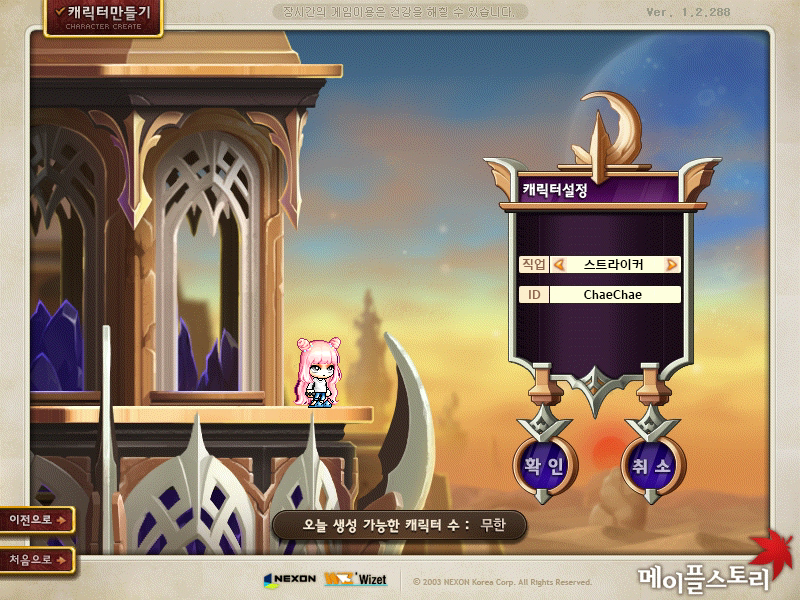 캐릭터만들기
CHARACTER CREATE
장시간의 게임이용은 건강을 해칠 수 있습니다.
Ver. 1.2.288
캐릭터설정
직업 스트라이커
ID ChaeChae
확 인
취 소
이전으로
처음으로
오늘 생성 가능한 캐릭터 수 : 무한
NEXON
Wizet
© 2003 NEXON Korea Corp. All Rights Reserved.
메이플스토리